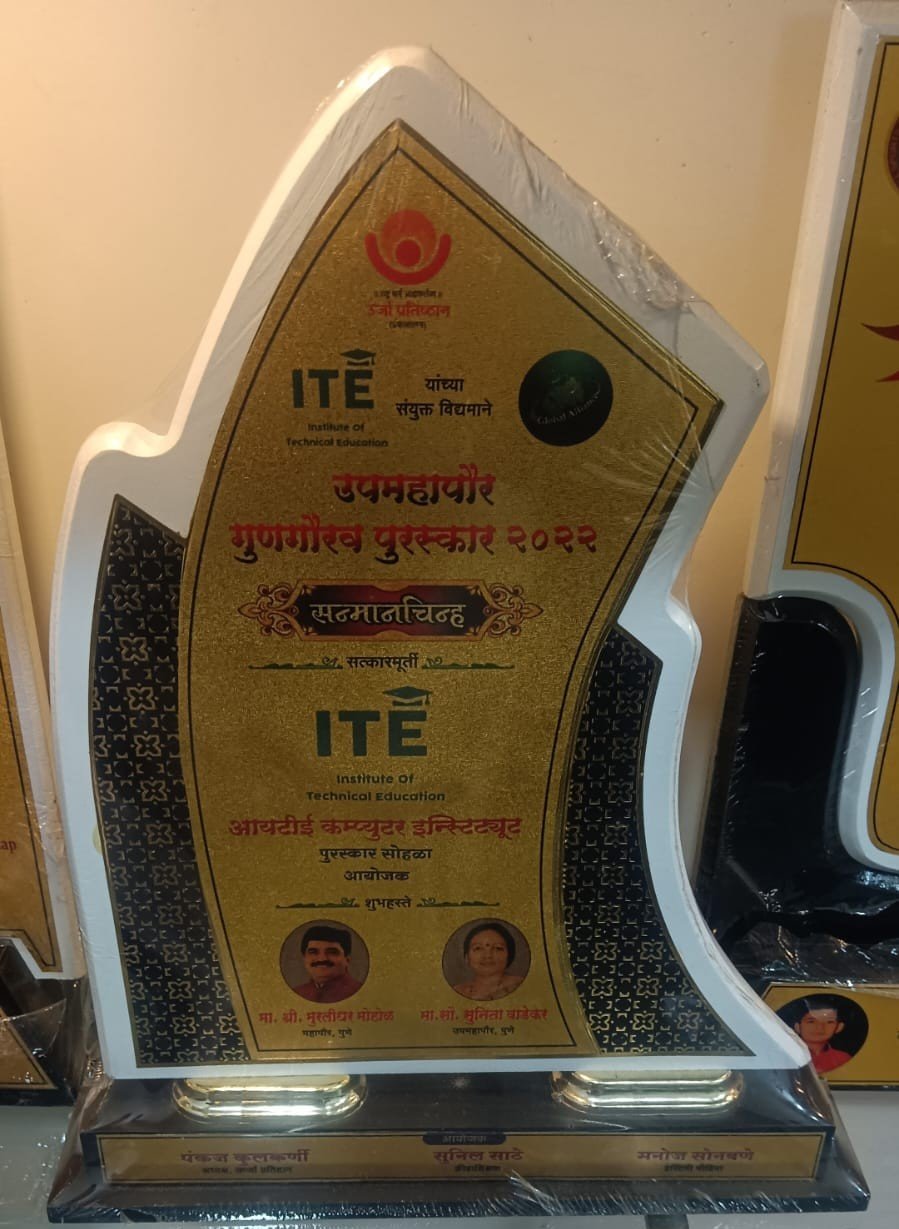 ऊर्जा प्रतिष्ठान
ITE
Institute Of
Technical Education
यांच्या
संयुक्त विद्यमाने
Global Alliance
उपमहापौर
गुणगौरव पुरस्कार २०२२
सन्मानचिन्ह
सत्कारमूर्ती
ITE
Institute Of
Technical Education
आयटीई कम्प्युटर इन्स्टिट्यूट
पुरस्कार सोहळा
आयोजक
शुभहस्ते
मा. श्री. मुरलीधर मोहोळ
महापौर, पुणे
मा.सौ. सुनिता वाडेकर
उपमहापौर, पुणे
आयोजक
पंकज कुलकर्णी
सुनिल साठे
मनोज सोनवणे